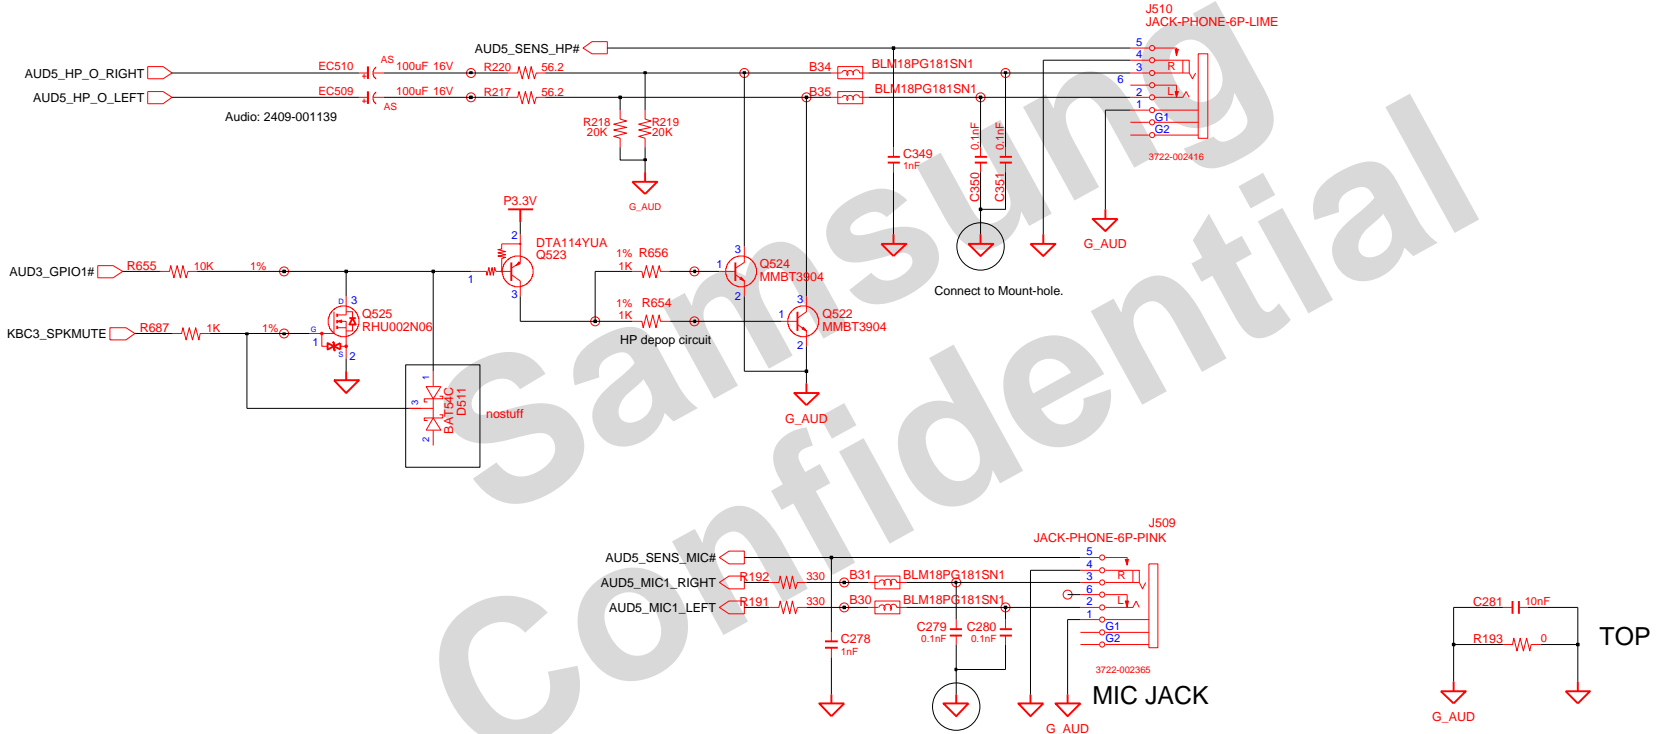 J510
JACK-PHONE-6P-LIME
AUD5_SENS_HP#
5
4
AUD5_HP_O_RIGHT
EC510
AS
100uF 16V
R220
56.2
B34
BLM18PG181SN1
3
R
6
AUD5_HP_O_LEFT
EC509
AS
100uF 16V
R217
56.2
B35
BLM18PG181SN1
2
L
1
G1
G2
Audio: 2409-001139
R218
20K
R219
20K
G_AUD
C349
1nF
0.1nF
C350
0.1nF
C351
3722-002416
G_AUD
Connect to Mount-hole.
P3.3V
2
DTA114YUA
Q523
1
3
AUD3_GPIO1#
R655
10K
1%
D
3
Q525
RHU002N06
G
1
S
2
KBC3_SPKMUTE
R687
1K
1%
1%
R656
1K
1
3
Q524
MMBT3904
2
1%
R654
1K
1
3
Q522
MMBT3904
2
HP depop circuit
G_AUD
1
3
2
BAT54C
D511
nostuff
Samsung
Confidential
J509
JACK-PHONE-6P-PINK
AUD5_SENS_MIC#
5
4
AUD5_MIC1_RIGHT
R192
330
B31
BLM18PG181SN1
3
R
6
AUD5_MIC1_LEFT
R191
330
B30
BLM18PG181SN1
2
L
1
G1
G2
C278
1nF
C279
0.1nF
C280
0.1nF
3722-002365
MIC JACK
G_AUD
C281
10nF
R193
0
TOP
G_AUD